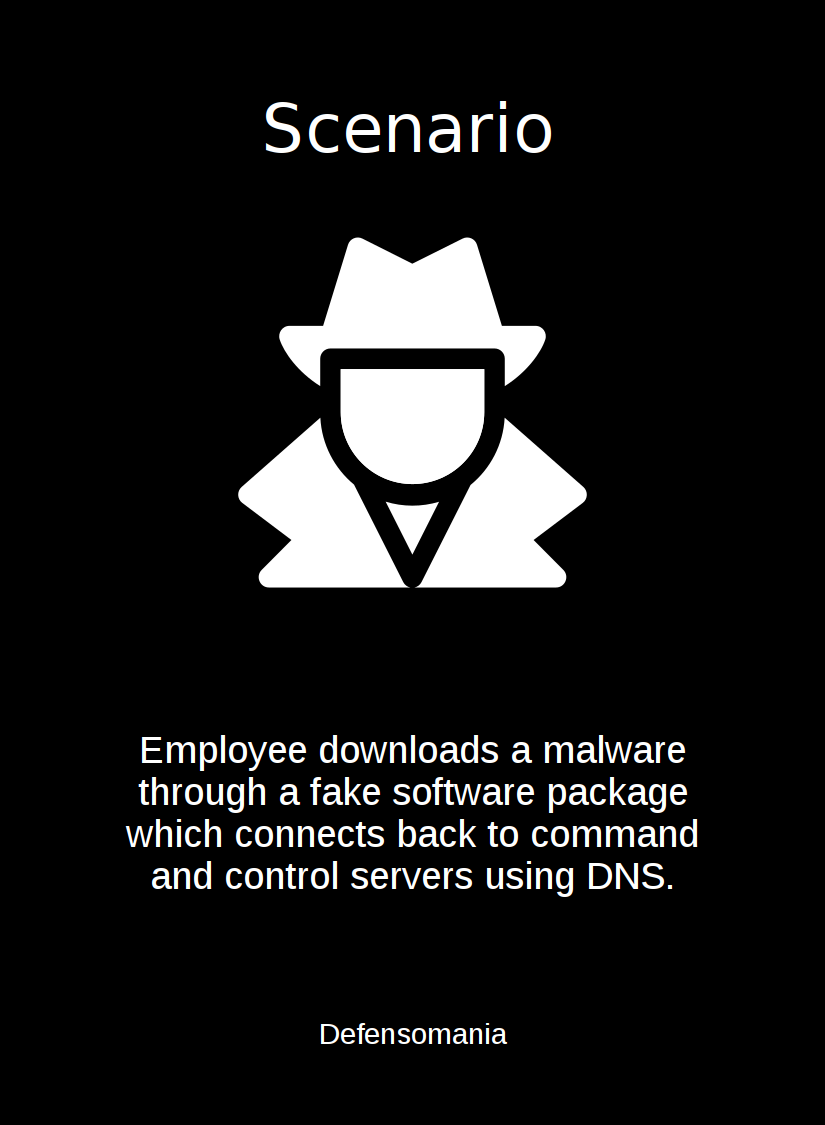 Scenario
Employee downloads a malware
through a fake software package
which connects back to command
and control servers using DNS.
Defensomania